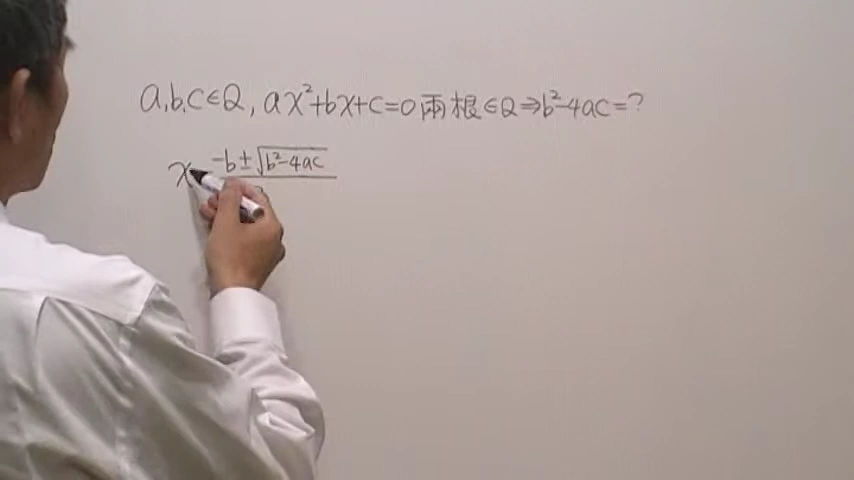 a,b,c∈Q, ax²+bx+c=0兩根∈Q⇒b²-4ac=?
x -b±√b²-4ac